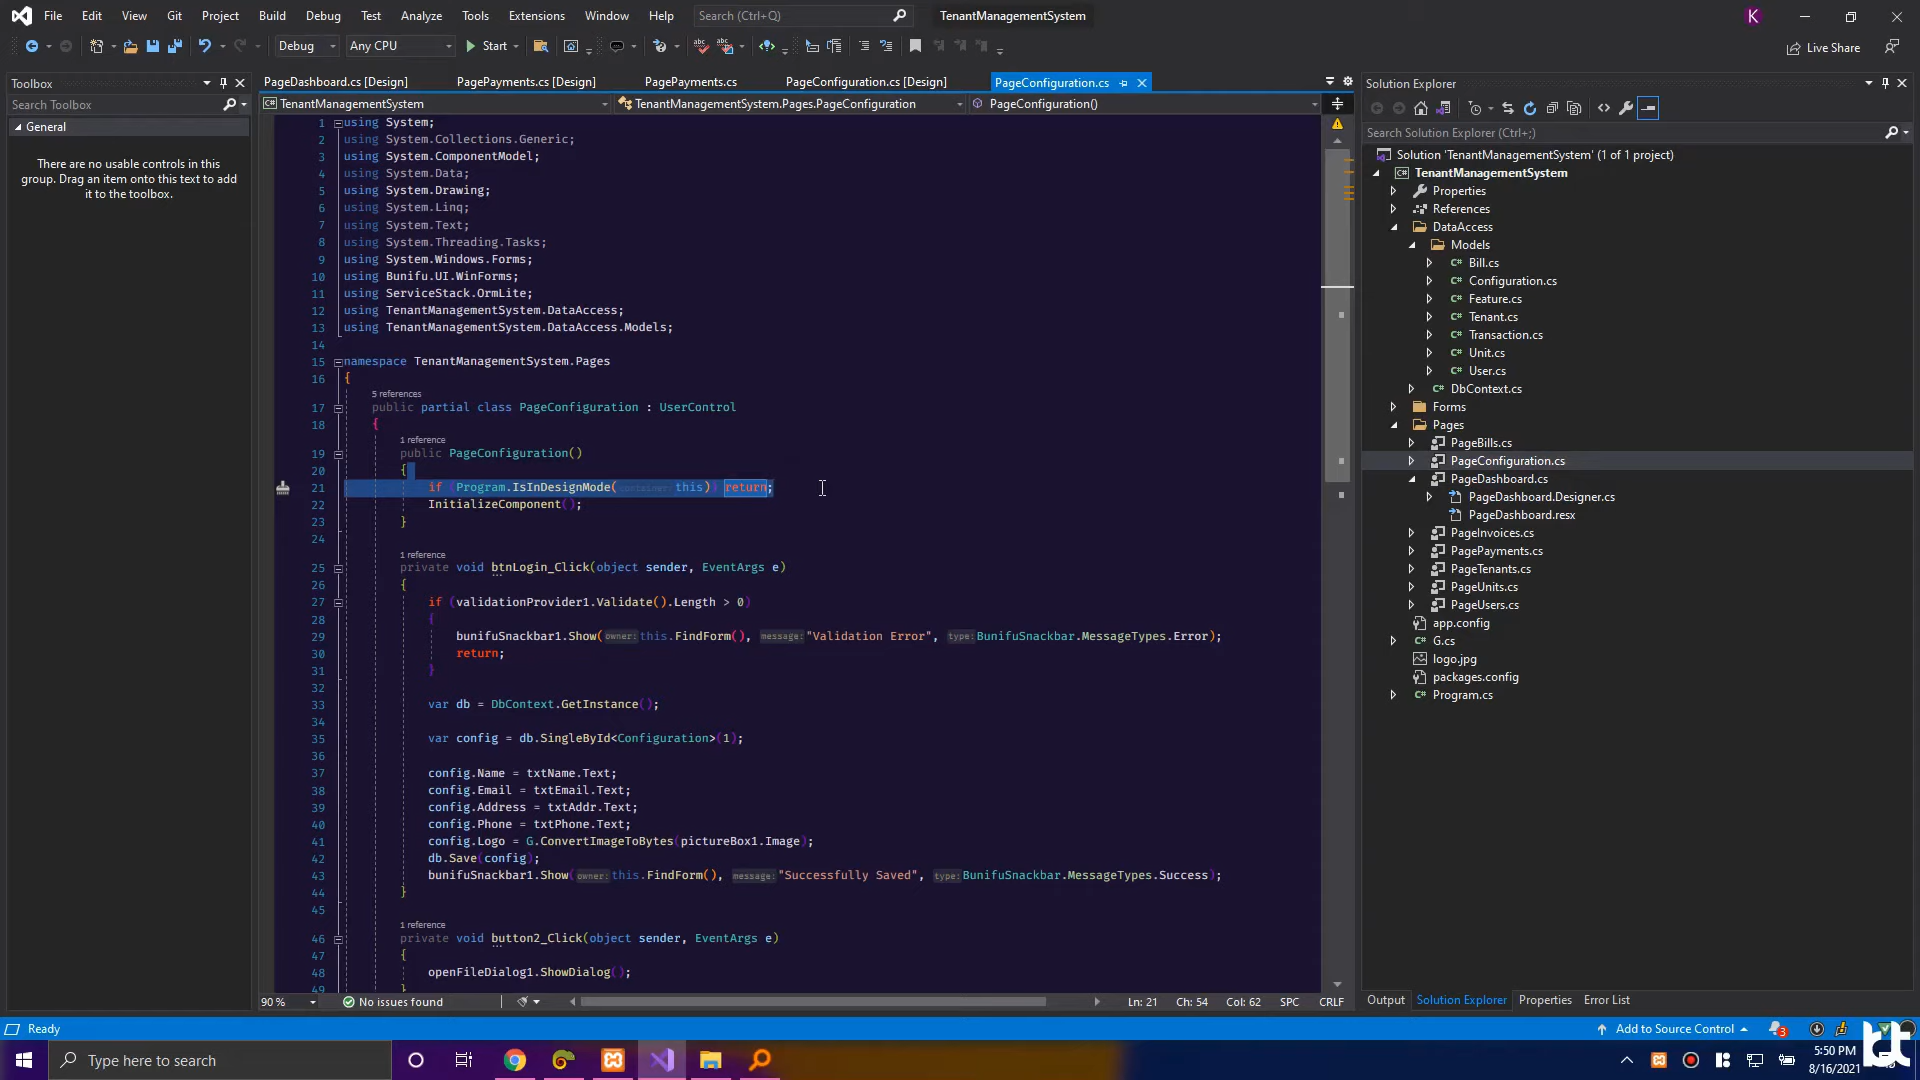 File Edit View Git Project Build Debug Test Analyze Tools Extensions Window Help Search (Ctrl+Q) TenantManagementSystem K
Debug Any CPU Start Live Share
Toolbox
Search Toolbox
General
There are no usable controls in this
group. Drag an item onto this text to add
it to the toolbox.
PageDashboard.cs [Design] PagePayments.cs [Design] PagePayments.cs PageConfiguration.cs [Design] PageConfiguration.cs
TenantManagementSystem TenantManagementSystem.Pages.PageConfiguration PageConfiguration()
1 using System;
2 using System.Collections.Generic;
3 using System.ComponentModel;
4 using System.Data;
5 using System.Drawing;
6 using System.Linq;
7 using System.Text;
8 using System.Threading.Tasks;
9 using System.Windows.Forms;
10 using Bunifu.UI.WinForms;
11 using ServiceStack.OrmLite;
12 using TenantManagementSystem.DataAccess;
13 using TenantManagementSystem.DataAccess.Models;
14
15 namespace TenantManagementSystem.Pages
16 {
5 references
17 public partial class PageConfiguration : UserControl
18 {
1 reference
19 public PageConfiguration()
20 {
21 if (Program.IsInDesignMode(container: this)) return;
22 InitializeComponent();
23 }
24
1 reference
25 private void btnLogin_Click(object sender, EventArgs e)
26 {
27 if (validationProvider1.Validate().Length > 0)
28 {
29 bunifuSnackbar1.Show(owner: this.FindForm(), message: "Validation Error", type: BunifuSnackbar.MessageTypes.Error);
30 return;
31 }
32
33 var db = DbContext.GetInstance();
34
35 var config = db.SingleById<Configuration>(1);
36
37 config.Name = txtName.Text;
38 config.Email = txtEmail.Text;
39 config.Address = txtAddr.Text;
40 config.Phone = txtPhone.Text;
41 config.Logo = G.ConvertImageToBytes(pictureBox1.Image);
42 db.Save(config);
43 bunifuSnackbar1.Show(owner: this.FindForm(), message: "Successfully Saved", type: BunifuSnackbar.MessageTypes.Success);
44 }
45
1 reference
46 private void button2_Click(object sender, EventArgs e)
47 {
48 openFileDialog1.ShowDialog();
49 }
90 % No issues found Ln: 21 Ch: 54 Col: 62 SPC CRLF
Solution Explorer
Search Solution Explorer (Ctrl+;)
Solution 'TenantManagementSystem' (1 of 1 project)
TenantManagementSystem
Properties
References
DataAccess
Models
C# Bill.cs
C# Configuration.cs
C# Feature.cs
C# Tenant.cs
C# Transaction.cs
C# Unit.cs
C# User.cs
C# DbContext.cs
Forms
Pages
PageBills.cs
PageConfiguration.cs
PageDashboard.cs
PageDashboard.Designer.cs
PageDashboard.resx
PageInvoices.cs
PagePayments.cs
PageTenants.cs
PageUnits.cs
PageUsers.cs
app.config
C# G.cs
logo.jpg
packages.config
C# Program.cs
Output Solution Explorer Properties Error List
Ready Add to Source Control 3
Type here to search
5:50 PM
8/16/2021